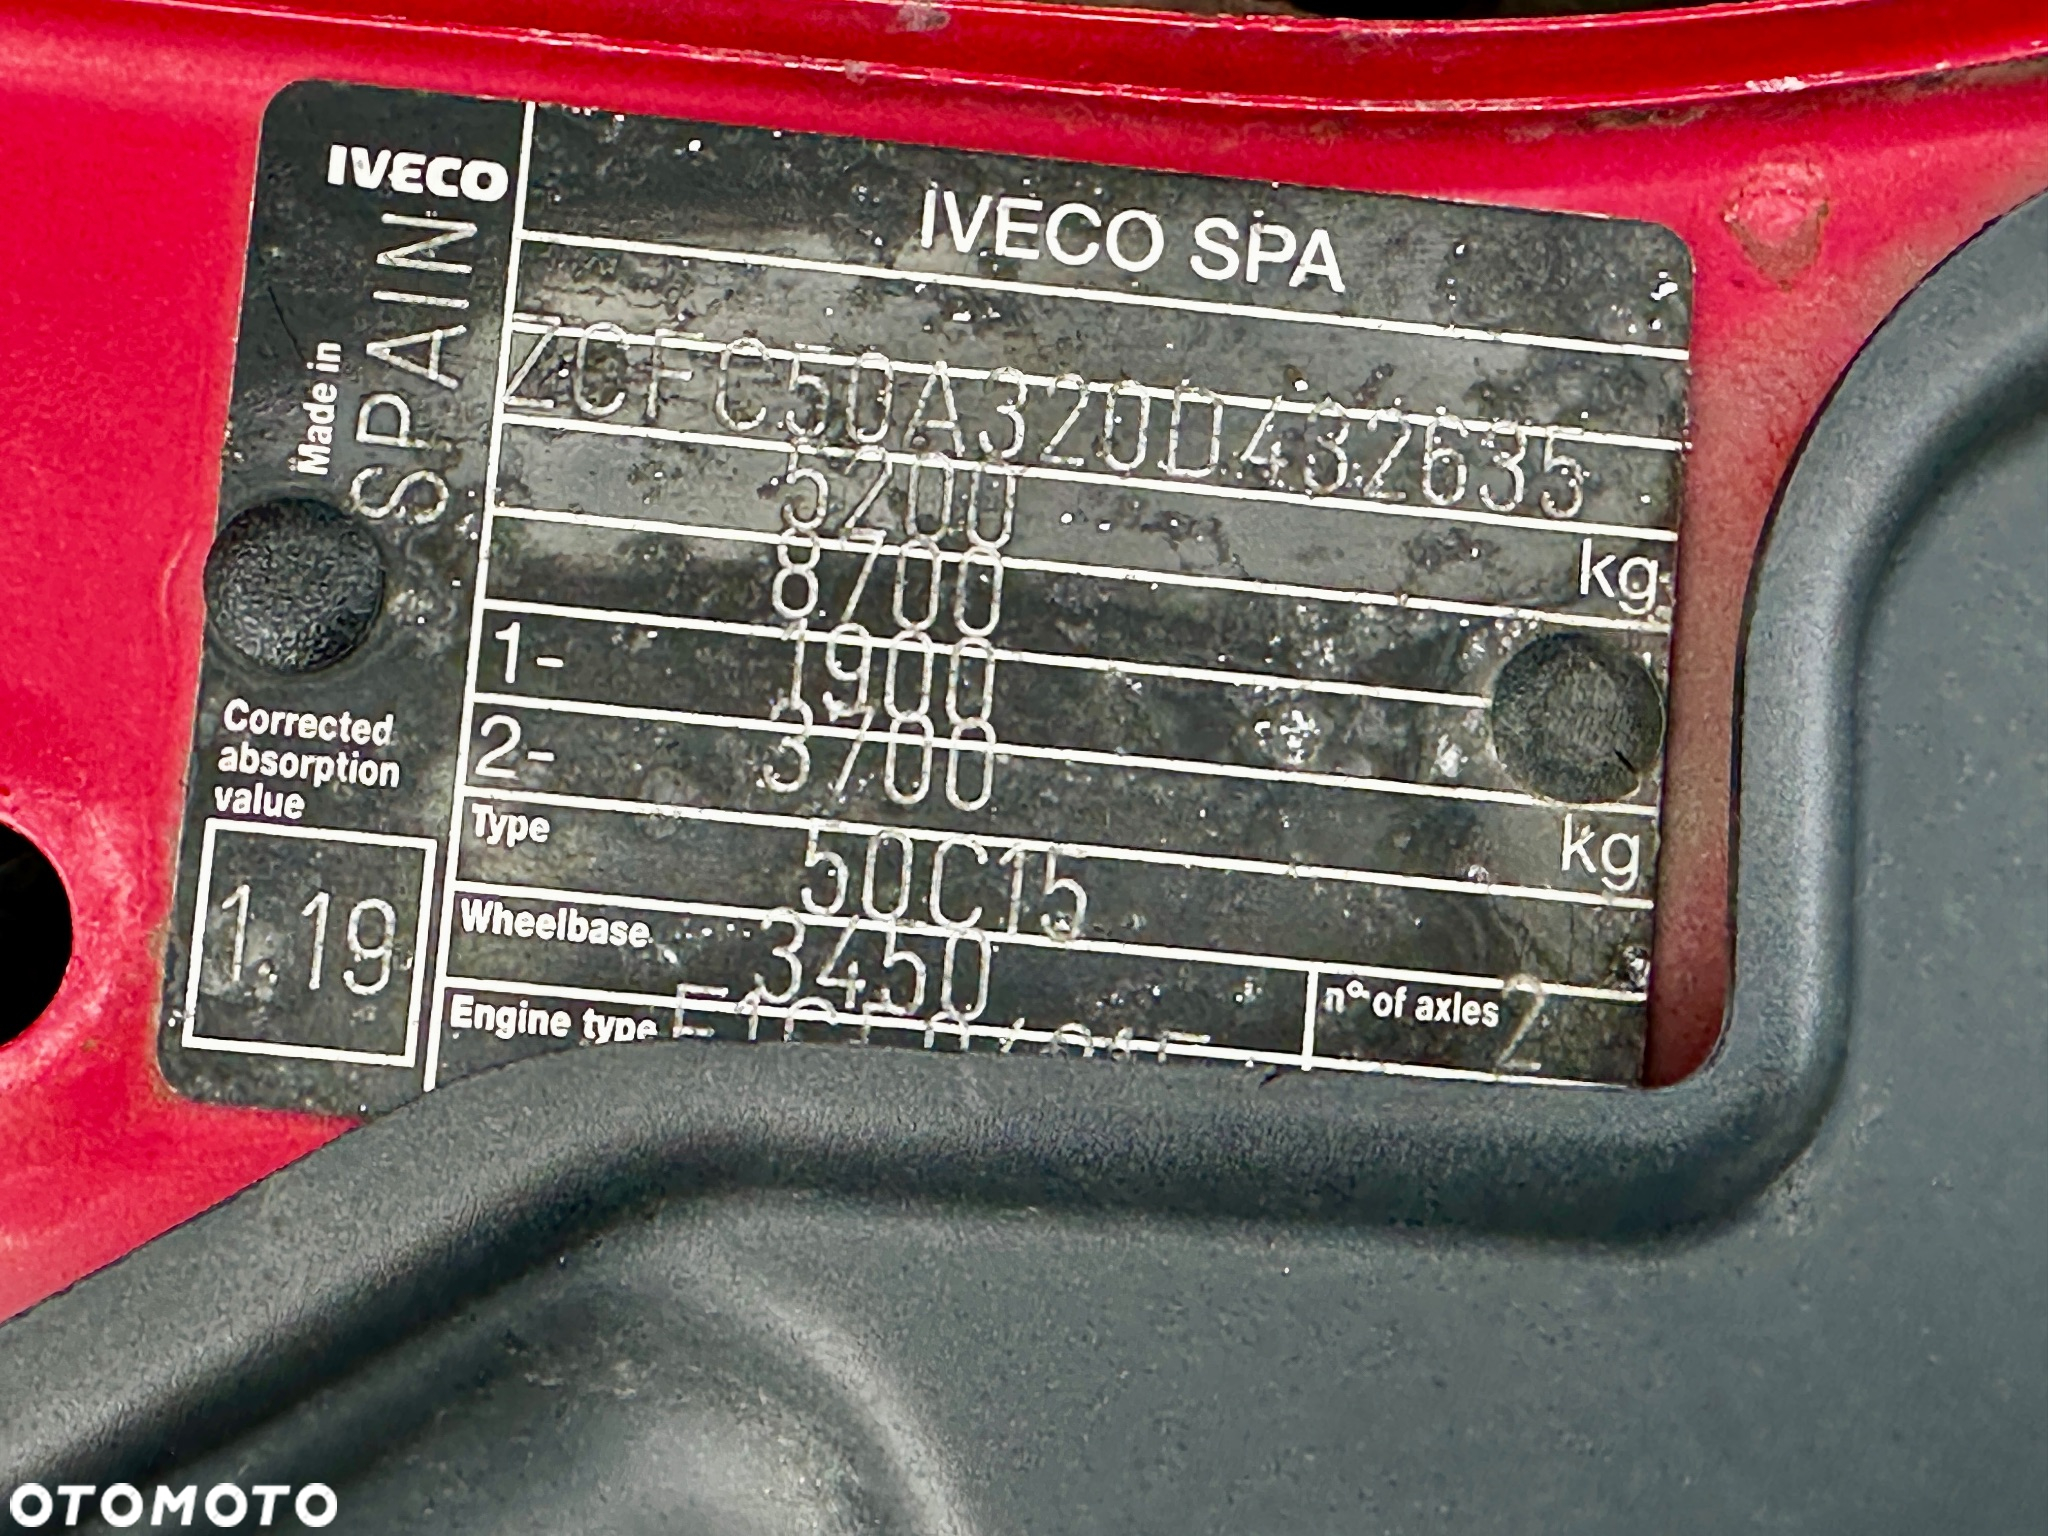 IVECO
Made in SPAIN
IVECO SPA
ZCFC50A320D432635
5200 kg
8700
1- 1900
2- 3700 kg
Type 50C15
Wheelbase 3450
n° of axles 2
Engine type
Corrected
absorption
value
1.19
OTOMOTO